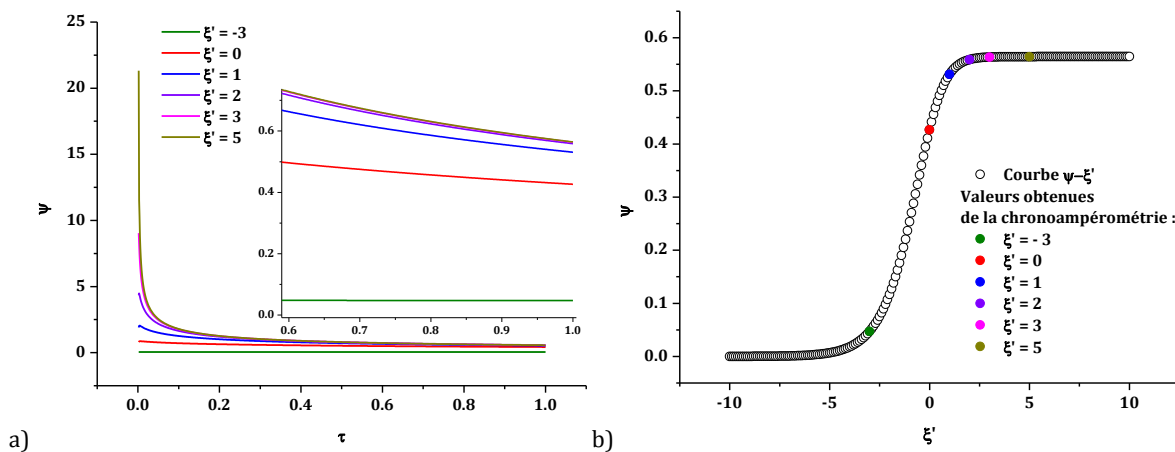 25
20
15
10
5
0
ψ
0.0
0.2
0.4
0.6
0.8
1.0
τ
ξ' = -3
ξ' = 0
ξ' = 1
ξ' = 2
ξ' = 3
ξ' = 5
0.6
0.4
0.2
0.0
0.6
0.7
0.8
0.9
1.0
a)
0.6
0.5
0.4
0.3
0.2
0.1
0.0
ψ
-10
-5
0
5
10
ξ'
Courbe ψ–ξ'
Valeurs obtenues
de la chronoampérométrie :
ξ' = - 3
ξ' = 0
ξ' = 1
ξ' = 2
ξ' = 3
ξ' = 5
b)